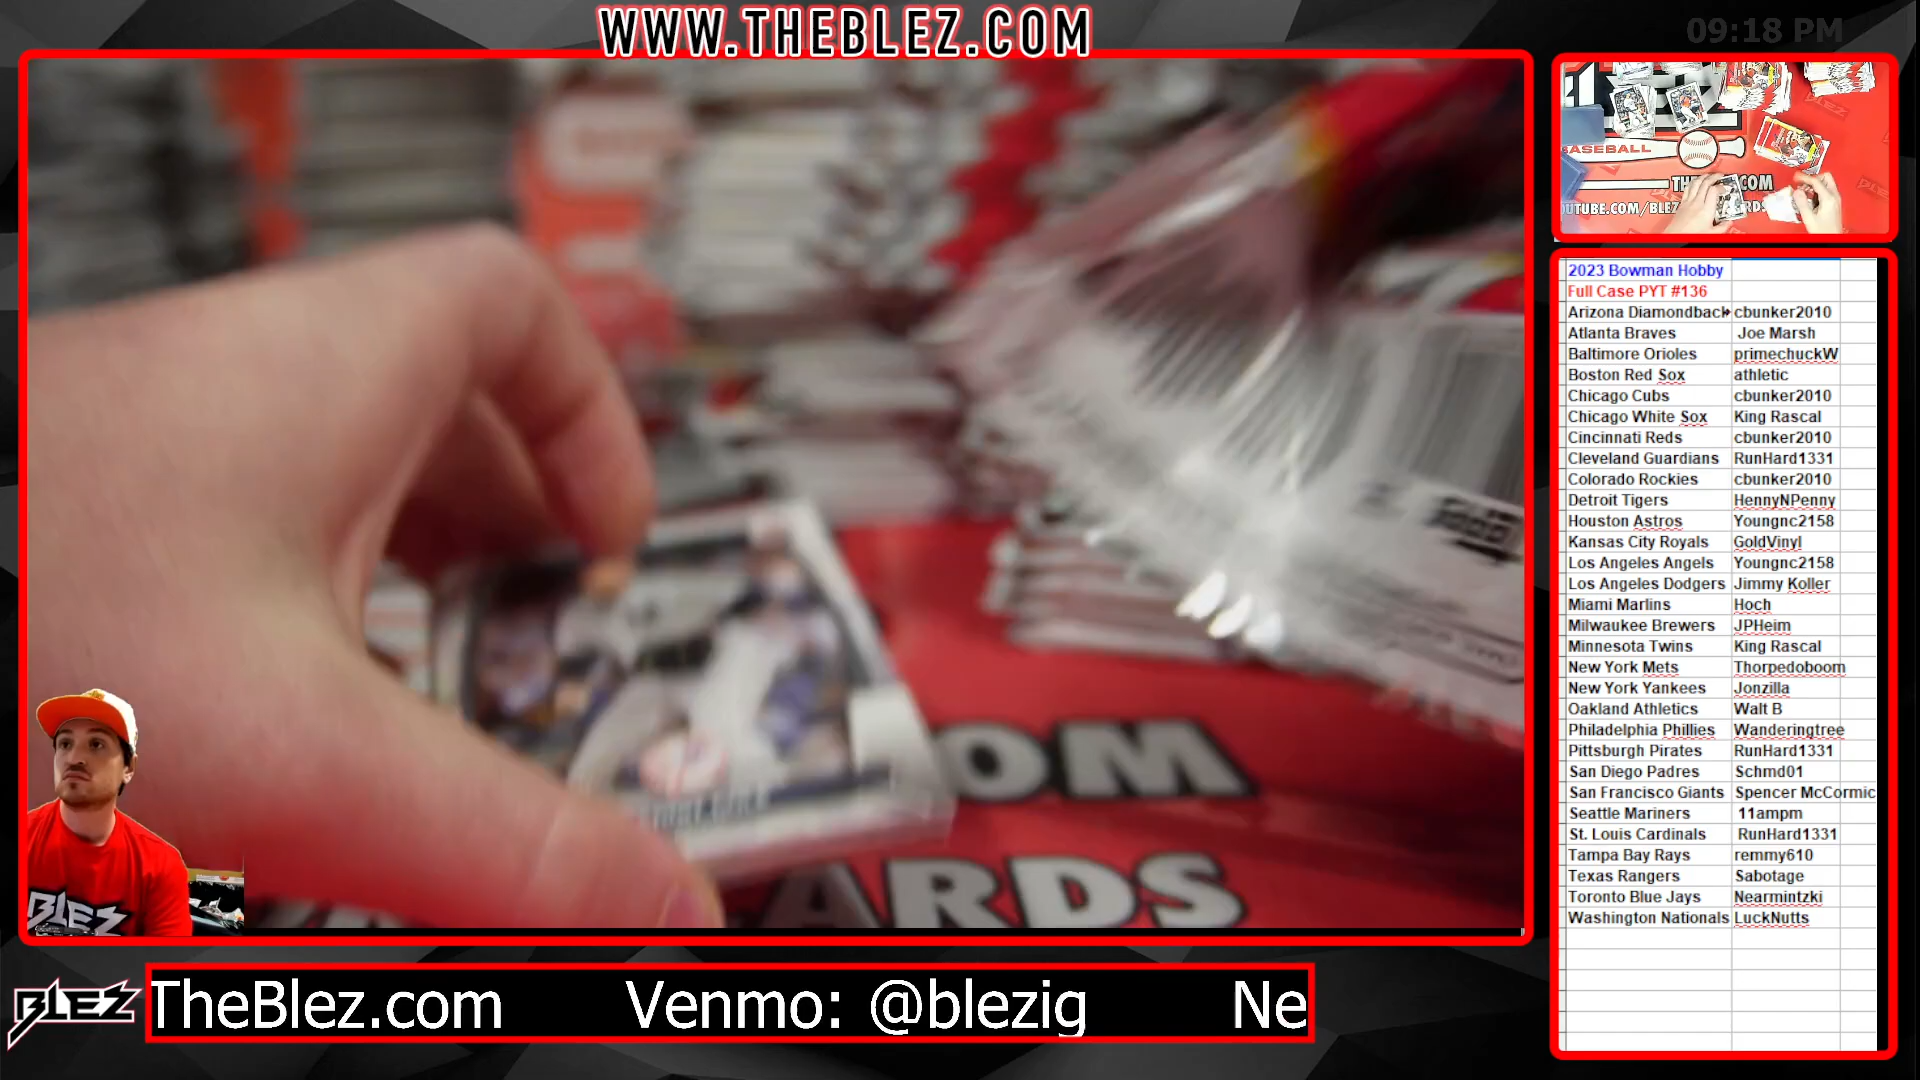 WWW.THEBLEZ.COM
09:18 PM
BASEBALL
COM
2023 Bowman Hobby
Full Case PYT #136
Arizona Diamondback cbunker2010
Atlanta Braves Joe Marsh
Baltimore Orioles primechuckW
Boston Red Sox athletic
Chicago Cubs cbunker2010
Chicago White Sox King Rascal
Cincinnati Reds cbunker2010
Cleveland Guardians RunHard1331
Colorado Rockies cbunker2010
Detroit Tigers HennyNPenny
Houston Astros Youngnc2158
Kansas City Royals GoldVinyl
Los Angeles Angels Youngnc2158
Los Angeles Dodgers Jimmy Koller
Miami Marlins Hoch
Milwaukee Brewers JPHeim
Minnesota Twins King Rascal
New York Mets Thorpedoboom
New York Yankees Jonzilla
Oakland Athletics Walt B
Philadelphia Phillies Wanderingtree
Pittsburgh Pirates RunHard1331
San Diego Padres Schmd01
San Francisco Giants Spencer McCormic
Seattle Mariners 11ampm
St. Louis Cardinals RunHard1331
Tampa Bay Rays remmy610
Texas Rangers Sabotage
Toronto Blue Jays Nearmintzki
Washington Nationals LuckNutts
OM
ARDS
BLEZ
BLEZ
TheBlez.com Venmo: @blezig Ne